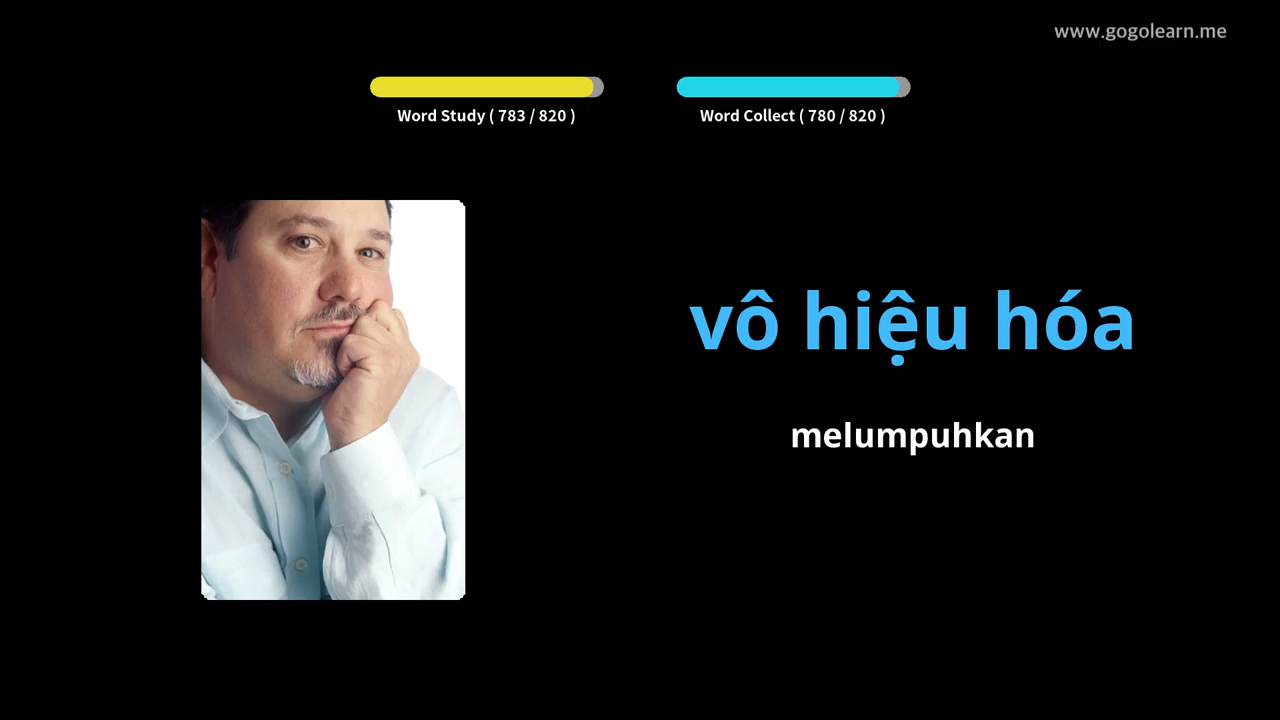 www.gogolearn.me
Word Study ( 783 / 820 )
Word Collect ( 780 / 820 )
vô hiệu hóa
melumpuhkan